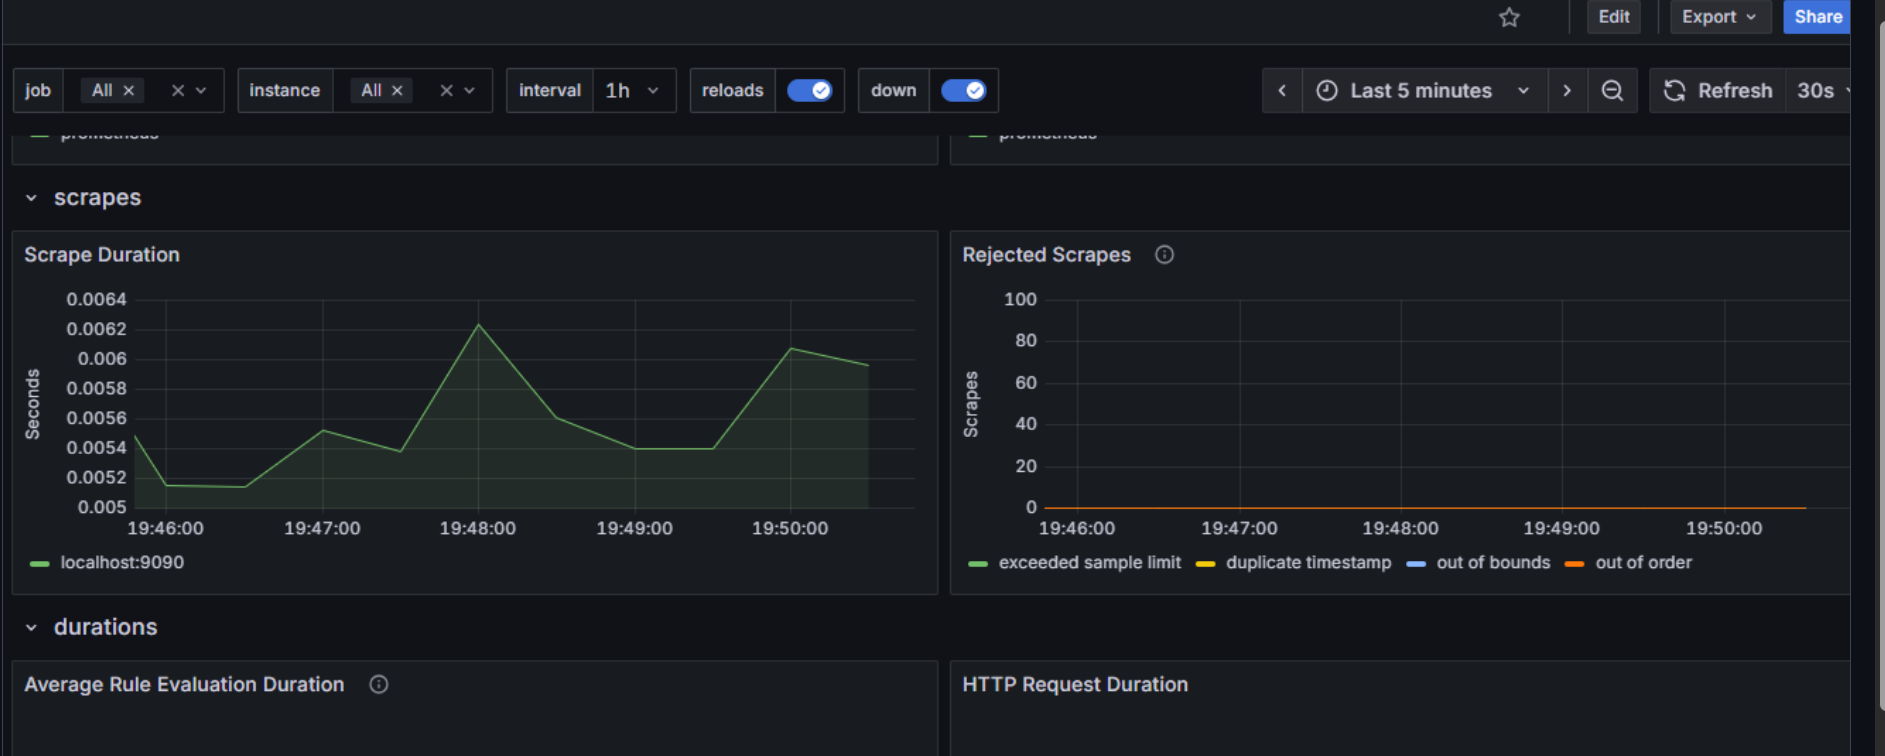 Edit Export Share
job All instance All interval 1h reloads down Last 5 minutes Refresh 30s
prometheus prometheus
scrapes
Scrape Duration
0.0064
0.0062
0.006
0.0058
0.0056
0.0054
0.0052
0.005
Seconds
19:46:00 19:47:00 19:48:00 19:49:00 19:50:00
localhost:9090
Rejected Scrapes
100
80
60
40
20
0
Scrapes
19:46:00 19:47:00 19:48:00 19:49:00 19:50:00
exceeded sample limit duplicate timestamp out of bounds out of order
durations
Average Rule Evaluation Duration
HTTP Request Duration